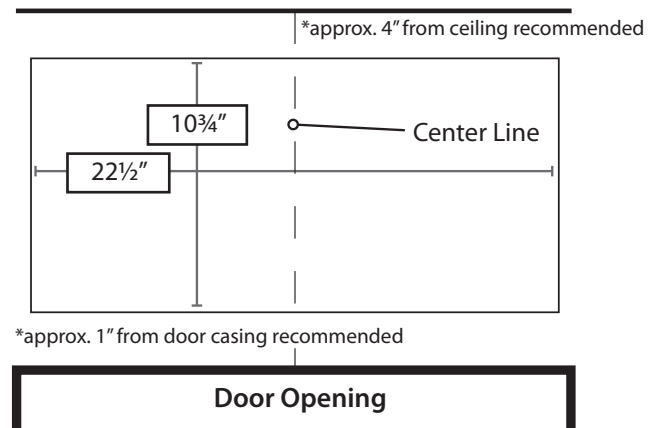 *approx. 4” from ceiling recommended
10¾”
Center Line
22½”
*approx. 1” from door casing recommended
Door Opening